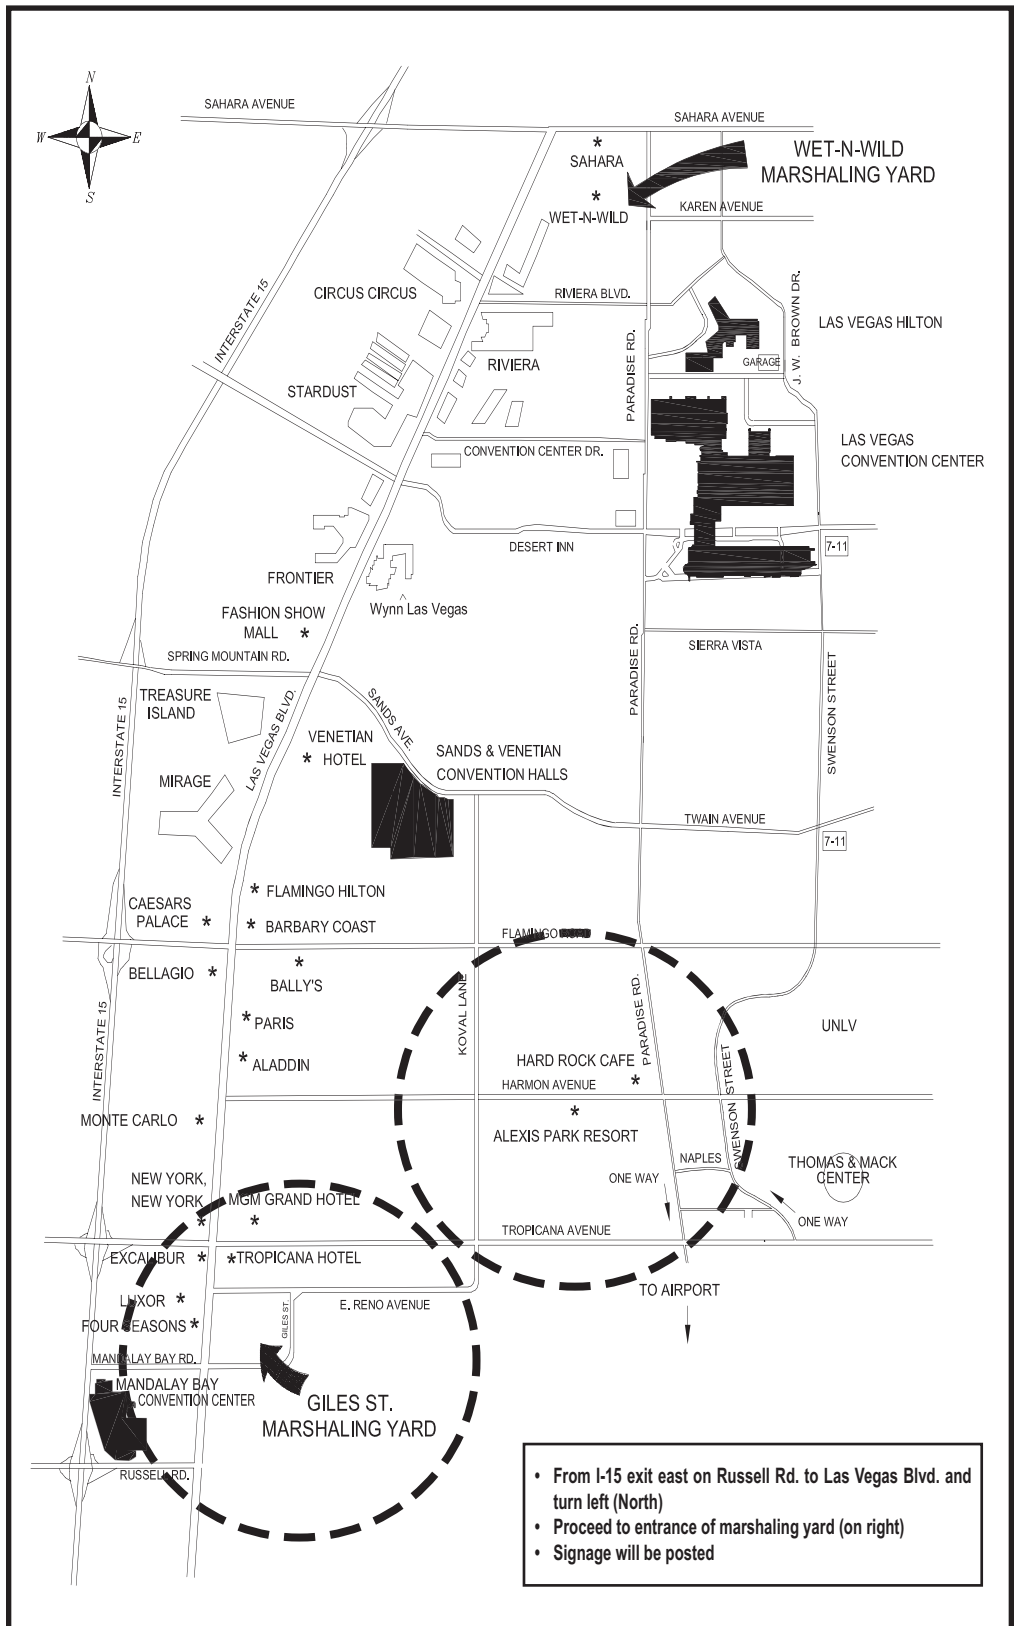 N
W
E
S
SAHARA AVENUE
SAHARA AVENUE
SAHARA
WET-N-WILD
MARSHALING YARD
WET-N-WILD
KAREN AVENUE
INTERSTATE 15
CIRCUS CIRCUS
RIVIERA BLVD.
J. W. BROWN DR.
LAS VEGAS HILTON
PARADISE RD.
GARAGE
RIVIERA
STARDUST
CONVENTION CENTER DR.
LAS VEGAS
CONVENTION CENTER
DESERT INN
7-11
FRONTIER
Wynn Las Vegas
FASHION SHOW
MALL
SPRING MOUNTAIN RD.
PARADISE RD.
SIERRA VISTA
SWENSON STREET
TREASURE
ISLAND
LAS VEGAS BLVD.
SANDS AVE.
INTERSTATE 15
VENETIAN
HOTEL
SANDS & VENETIAN
CONVENTION HALLS
MIRAGE
TWAIN AVENUE
7-11
FLAMINGO HILTON
CAESARS
PALACE
BARBARY COAST
FLAMINGO ROAD
BELLAGIO
BALLY'S
KOVAL LANE
PARADISE RD.
INTERSTATE 15
PARIS
UNLV
ALADDIN
HARD ROCK CAFE
HARMON AVENUE
SWENSON STREET
MONTE CARLO
ALEXIS PARK RESORT
NAPLES
THOMAS & MACK
CENTER
ONE WAY
NEW YORK,
NEW YORK
MGM GRAND HOTEL
ONE WAY
TROPICANA AVENUE
EXCALIBUR
TROPICANA HOTEL
TO AIRPORT
LUXOR
GILES ST.
E. RENO AVENUE
FOUR SEASONS
MANDALAY BAY RD.
MANDALAY BAY
CONVENTION CENTER
GILES ST.
MARSHALING YARD
RUSSELL RD.
• From I-15 exit east on Russell Rd. to Las Vegas Blvd. and
turn left (North)
• Proceed to entrance of marshaling yard (on right)
• Signage will be posted